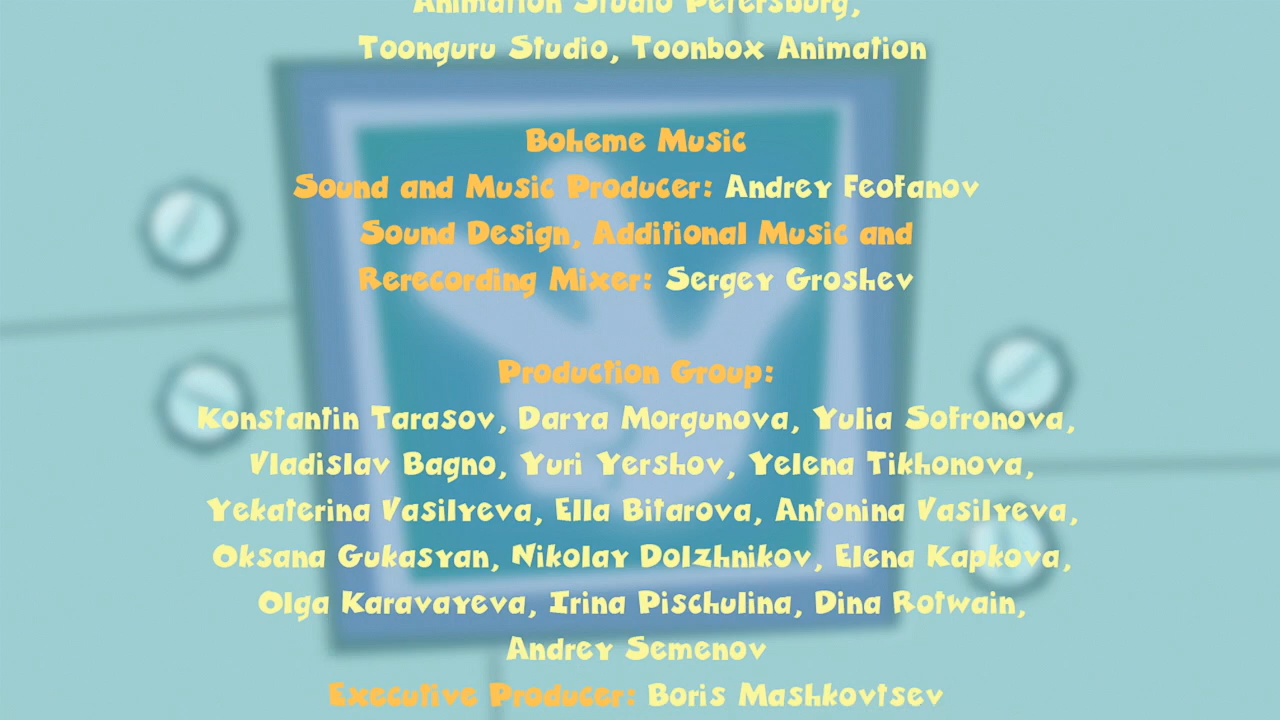 Animation Studio Petersburg,
Toonguru Studio, Toonbox Animation
Boheme Music
Sound and Music Producer: Andrey Feofanov
Sound Design, Additional Music and
Rerecording Mixer: Sergey Groshev
Production Group:
Konstantin Tarasov, Darya Morgunova, Yulia Sofronova,
Vladislav Bagno, Yuri Yershov, Yelena Tikhonova,
Yekaterina Vasilyeva, Ella Bitarova, Antonina Vasilyeva,
Oksana Gukasyan, Nikolay Dolzhnikov, Elena Kapkova,
Olga Karavayeva, Irina Pischulina, Dina Rotwain,
Andrey Semenov
Executive Producer: Boris Mashkovtsev